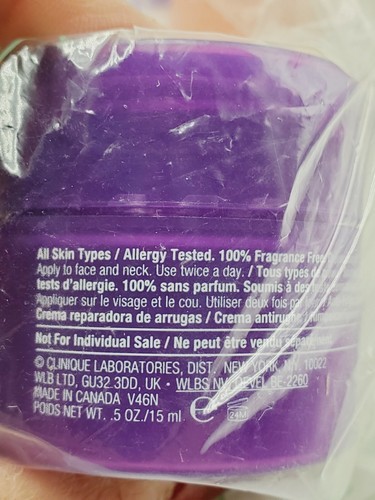 All Skin Types / Allergy Tested. 100% Fragrance Free
Apply to face and neck. Use twice a day. / Tous types de
tests d'allergie. 100% sans parfum. Soumis à des
Appliquer sur le visage et le cou. Utiliser deux fois par
Crema reparadora de arrugas / Crema antirughe
Not For Individual Sale / Ne peut être vendu séparément
© CLINIQUE LABORATORIES, DIST. NEW YORK, N.Y. 10022
WLB LTD, GU32 3DD, UK • WLBS NV, OEVEL BE-2260
MADE IN CANADA V46N
POIDS NET WT. .5 OZ./15 ml e 24M